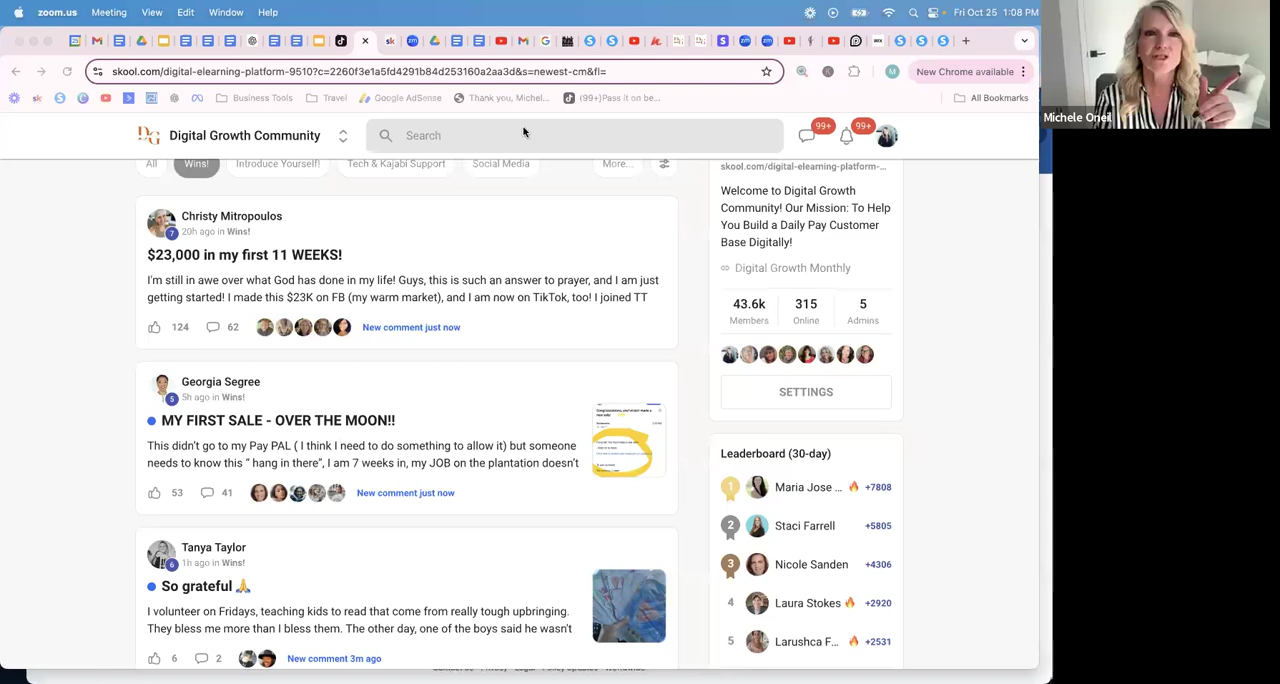 zoom.us Meeting View Edit Window Help Fri Oct 25 1:08 PM
skool.com/digital-elearning-platform-9510?c=2260f3e1a5fd4291b84d253160a2aa3d&s=newest-cm&fl=
New Chrome available
Business Tools Travel Google AdSense Thank you, Michel... (99+)Pass it on be... All Bookmarks
Michele Oneil
DG Digital Growth Community Search 99+ 99+
All Wins! Introduce Yourself! Tech & Kajabi Support Social Media More...
Christy Mitropoulos
7 20h ago in Wins!
$23,000 in my first 11 WEEKS!
I'm still in awe over what God has done in my life! Guys, this is such an answer to prayer, and I am just
getting started! I made this $23K on FB (my warm market), and I am now on TikTok, too! I joined TT
124 62 New comment just now
Georgia Segree
5 5h ago in Wins!
MY FIRST SALE - OVER THE MOON!!
This didn't go to my Pay PAL ( I think I need to do something to allow it) but someone
needs to know this " hang in there", I am 7 weeks in, my JOB on the plantation doesn't
53 41 New comment just now
Tanya Taylor
6 1h ago in Wins!
So grateful 🙏
I volunteer on Fridays, teaching kids to read that come from really tough upbringing.
They bless me more than I bless them. The other day, one of the boys said he wasn't
6 2 New comment 3m ago
skool.com/digital-elearning-platform-...
Welcome to Digital Growth
Community! Our Mission: To Help
You Build a Daily Pay Customer
Base Digitally!
Digital Growth Monthly
43.6k 315 5
Members Online Admins
SETTINGS
Leaderboard (30-day)
1 Maria Jose ... 🔥 +7808
2 Staci Farrell +5805
3 Nicole Sanden +4306
4 Laura Stokes 🔥 +2920
5 Larushca F... 🔥 +2531